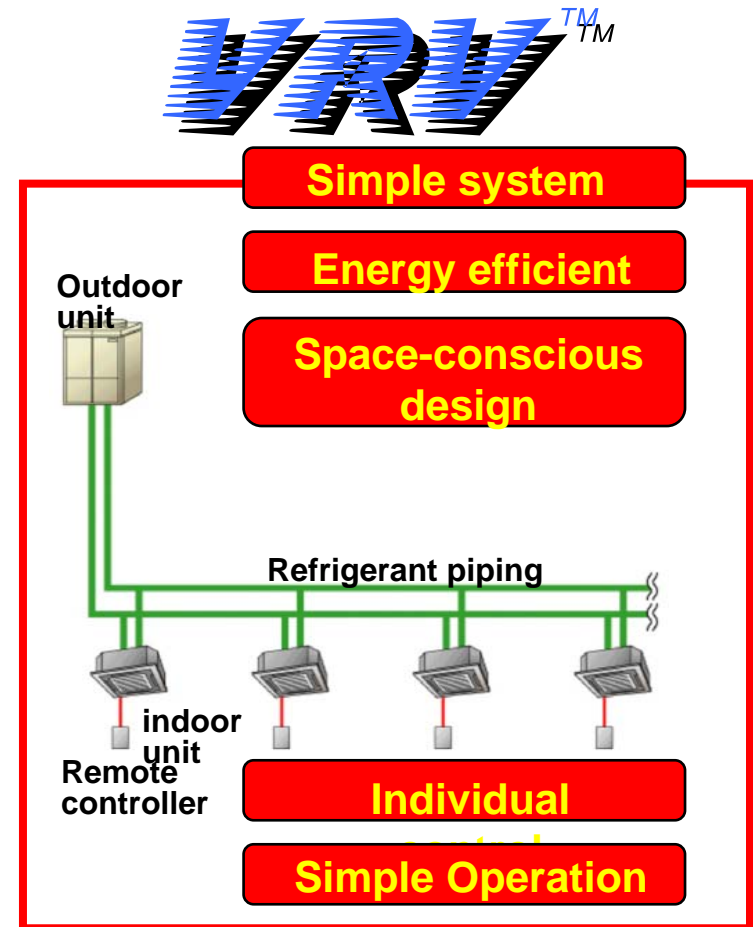 VRV TM
TM
Simple system
Energy efficient
Outdoor
unit
Space-conscious
design
Refrigerant piping
indoor
unit
Remote
controller
Individual
control
Simple Operation